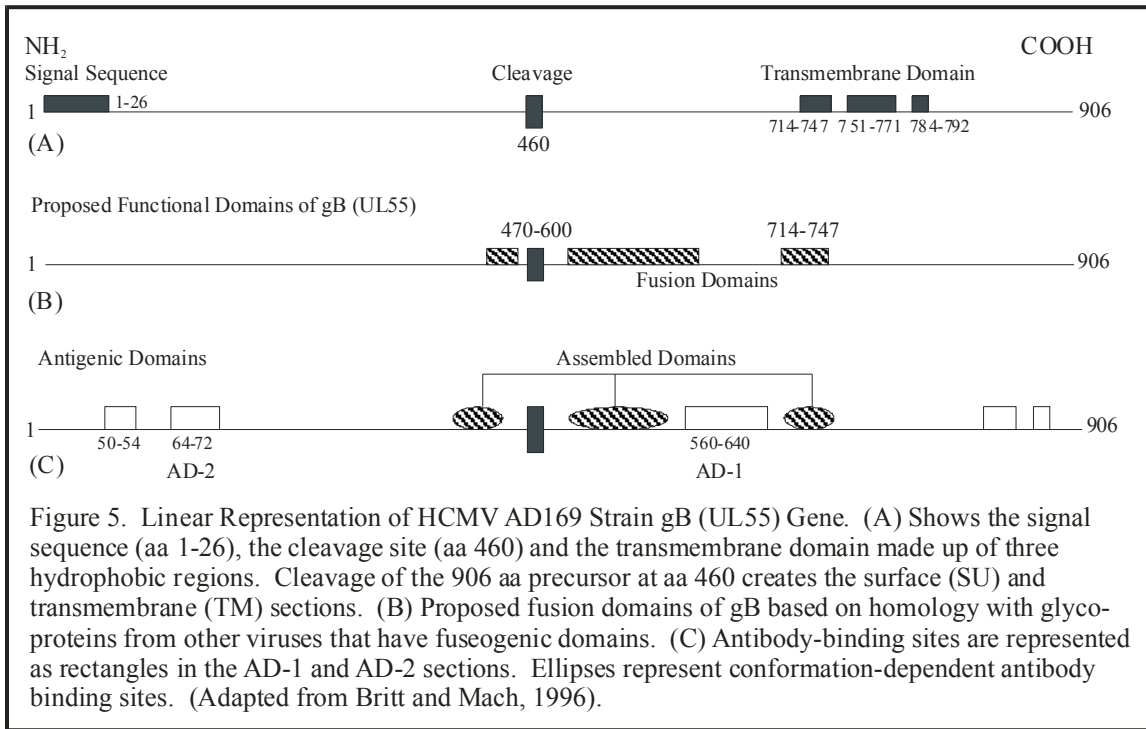 NH₂ COOH
Signal Sequence Cleavage Transmembrane Domain
1 1-26 906
460 714-747 751-771 784-792
(A)
Proposed Functional Domains of gB (UL55)
470-600 714-747
1 906
Fusion Domains
(B)
Antigenic Domains Assembled Domains
1 906
50-54 64-72 560-640
(C) AD-2 AD-1
Figure 5. Linear Representation of HCMV AD169 Strain gB (UL55) Gene. (A) Shows the signal
sequence (aa 1-26), the cleavage site (aa 460) and the transmembrane domain made up of three
hydrophobic regions. Cleavage of the 906 aa precursor at aa 460 creates the surface (SU) and
transmembrane (TM) sections. (B) Proposed fusion domains of gB based on homology with glyco-
proteins from other viruses that have fuseogenic domains. (C) Antibody-binding sites are represented
as rectangles in the AD-1 and AD-2 sections. Ellipses represent conformation-dependent antibody
binding sites. (Adapted from Britt and Mach, 1996).